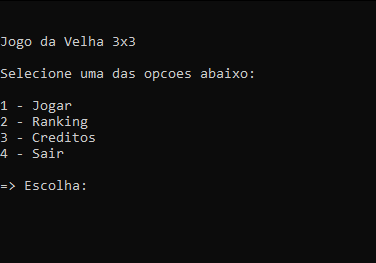 Jogo da Velha 3x3
Selecione uma das opcoes abaixo:
1 - Jogar
2 - Ranking
3 - Creditos
4 - Sair
=> Escolha: